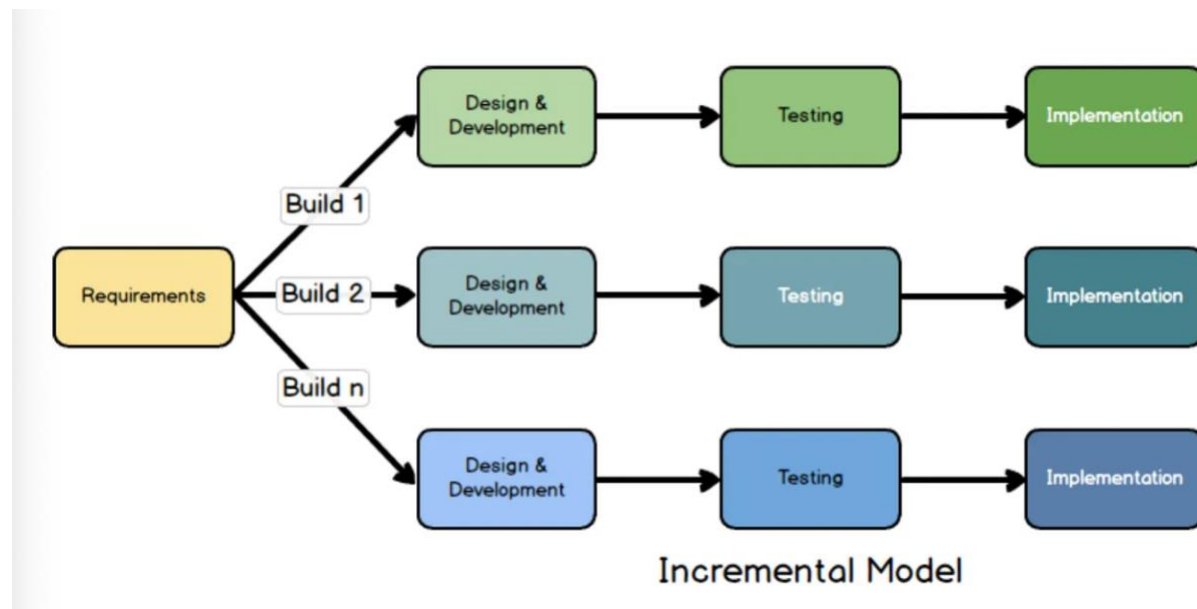 Design &
Development
Testing
Implementation
Build 1
Requirements
Build 2
Design &
Development
Testing
Implementation
Build n
Design &
Development
Testing
Implementation
Incremental Model